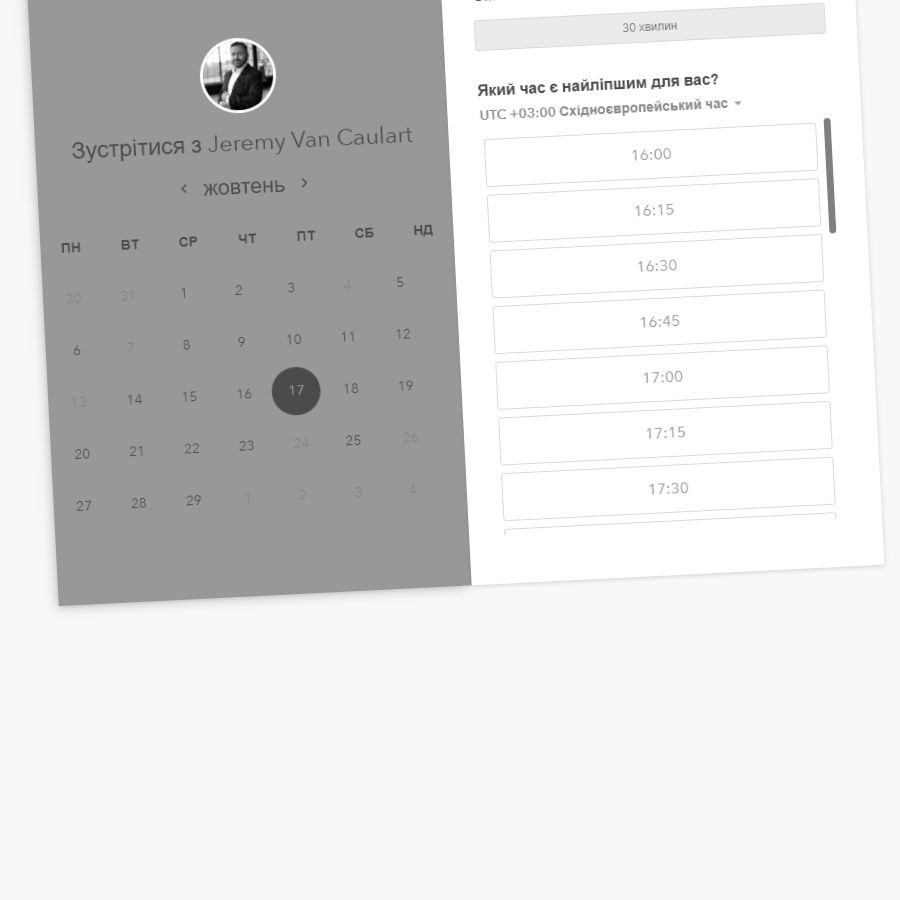 Зустрітися з Jeremy Van Caulart
‹ жовтень ›
ПН ВТ СР ЧТ ПТ СБ НД
30 31 1 2 3 4 5
6 7 8 9 10 11 12
13 14 15 16 17 18 19
20 21 22 23 24 25 26
27 28 29 1 2 3 4
30 хвилин
Який час є найліпшим для вас?
UTC +03:00 Східноєвропейський час
16:00
16:15
16:30
16:45
17:00
17:15
17:30